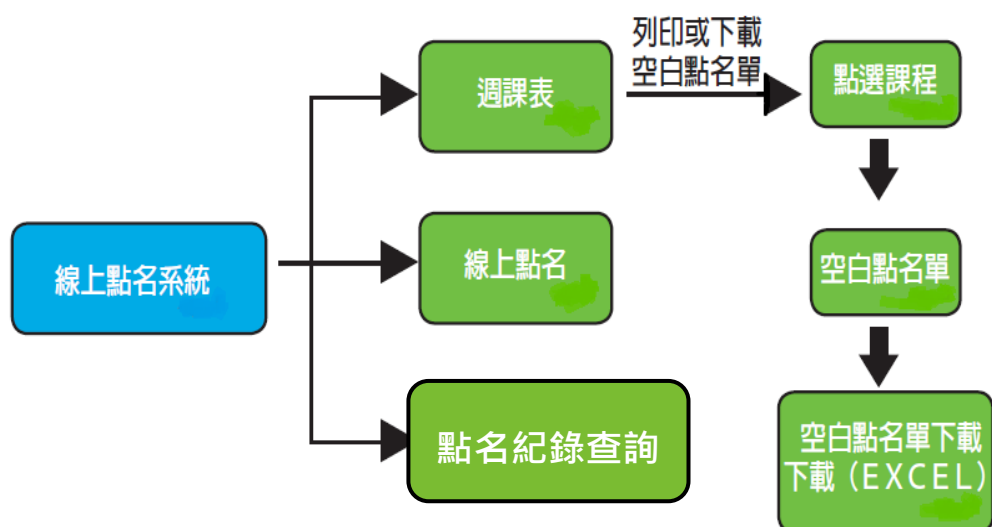 線上點名系統
週課表
列印或下載
空白點名單
點選課程
線上點名
空白點名單
點名紀錄查詢
空白點名單下載
下載（EXCEL）